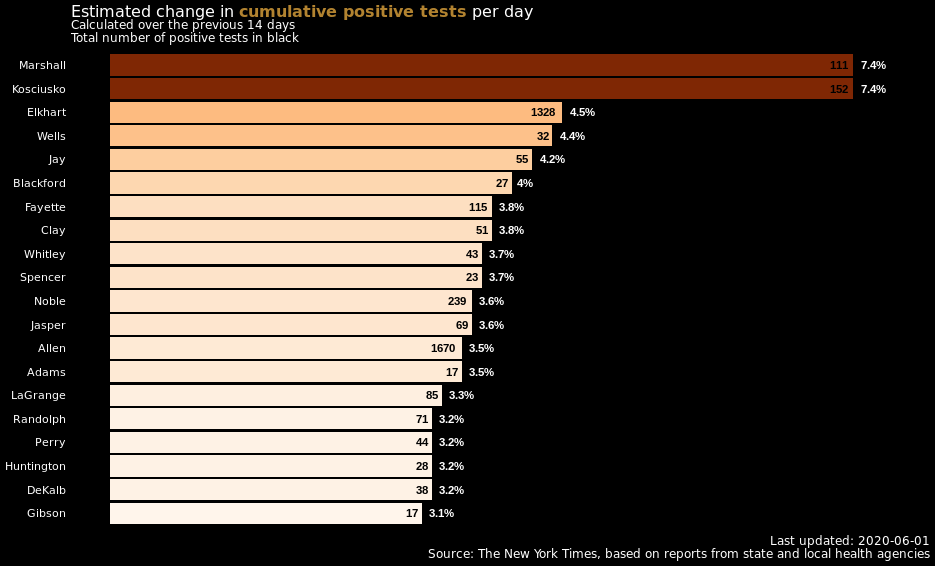 Estimated change in cumulative positive tests per day
Calculated over the previous 14 days
Total number of positive tests in black
Marshall 111 7.4%
Kosciusko 152 7.4%
Elkhart 1328 4.5%
Wells 32 4.4%
Jay 55 4.2%
Blackford 27 4%
Fayette 115 3.8%
Clay 51 3.8%
Whitley 43 3.7%
Spencer 23 3.7%
Noble 239 3.6%
Jasper 69 3.6%
Allen 1670 3.5%
Adams 17 3.5%
LaGrange 85 3.3%
Randolph 71 3.2%
Perry 44 3.2%
Huntington 28 3.2%
DeKalb 38 3.2%
Gibson 17 3.1%
Last updated: 2020-06-01
Source: The New York Times, based on reports from state and local health agencies